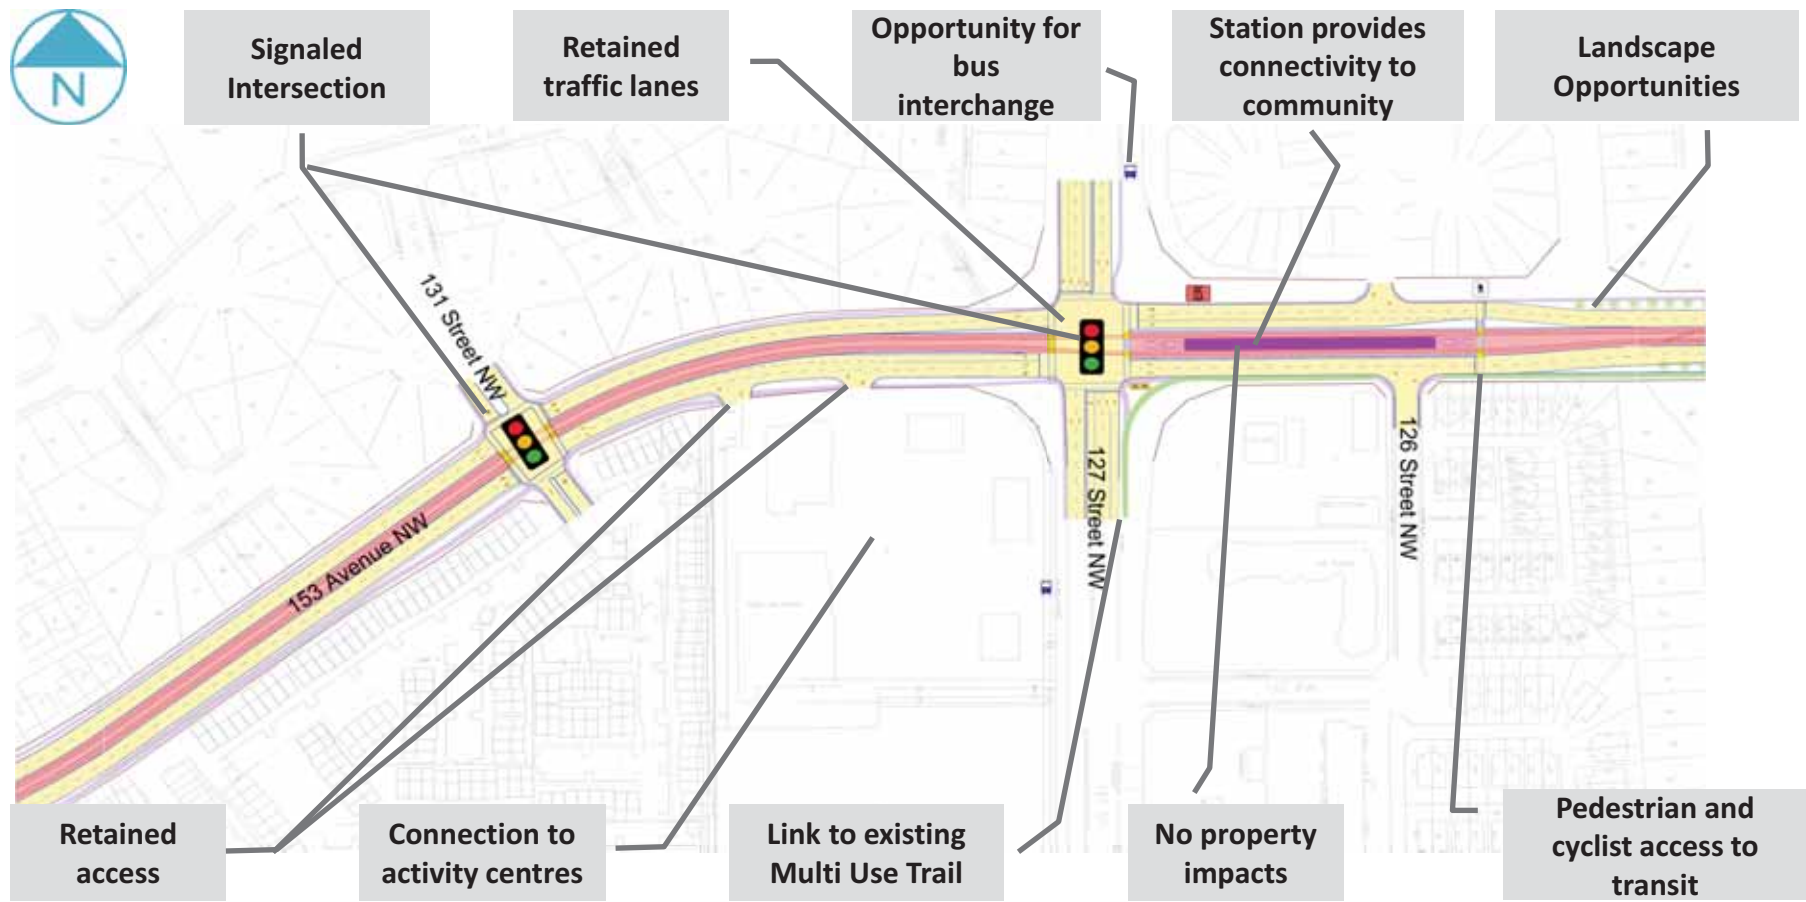 N
Signaled
Intersection
Retained
traffic lanes
Opportunity for
bus
interchange
Station provides
connectivity to
community
Landscape
Opportunities
131 Street NW
153 Avenue NW
127 Street NW
126 Street NW
Retained
access
Connection to
activity centres
Link to existing
Multi Use Trail
No property
impacts
Pedestrian and
cyclist access to
transit